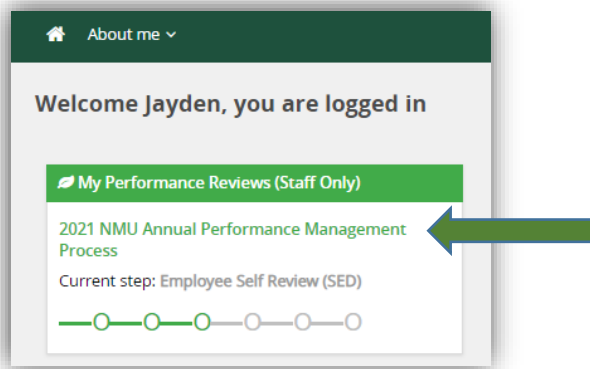 About me
Welcome Jayden, you are logged in
My Performance Reviews (Staff Only)
2021 NMU Annual Performance Management
Process
Current step: Employee Self Review (SED)